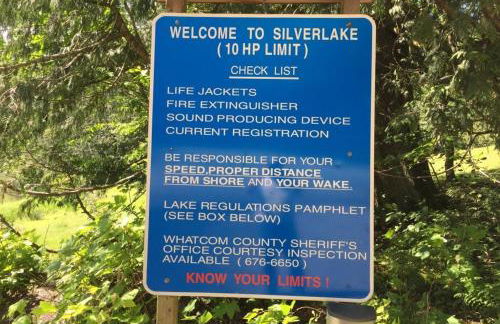 WELCOME TO SILVERLAKE
( 10 HP LIMIT )
CHECK LIST
LIFE JACKETS
FIRE EXTINGUISHER
SOUND PRODUCING DEVICE
CURRENT REGISTRATION
BE RESPONSIBLE FOR YOUR
SPEED,PROPER DISTANCE
FROM SHORE AND YOUR WAKE.
LAKE REGULATIONS PAMPHLET
(SEE BOX BELOW)
WHATCOM COUNTY SHERIFF'S
OFFICE COURTESY INSPECTION
AVAILABLE ( 676-6650 )
KNOW YOUR LIMITS !